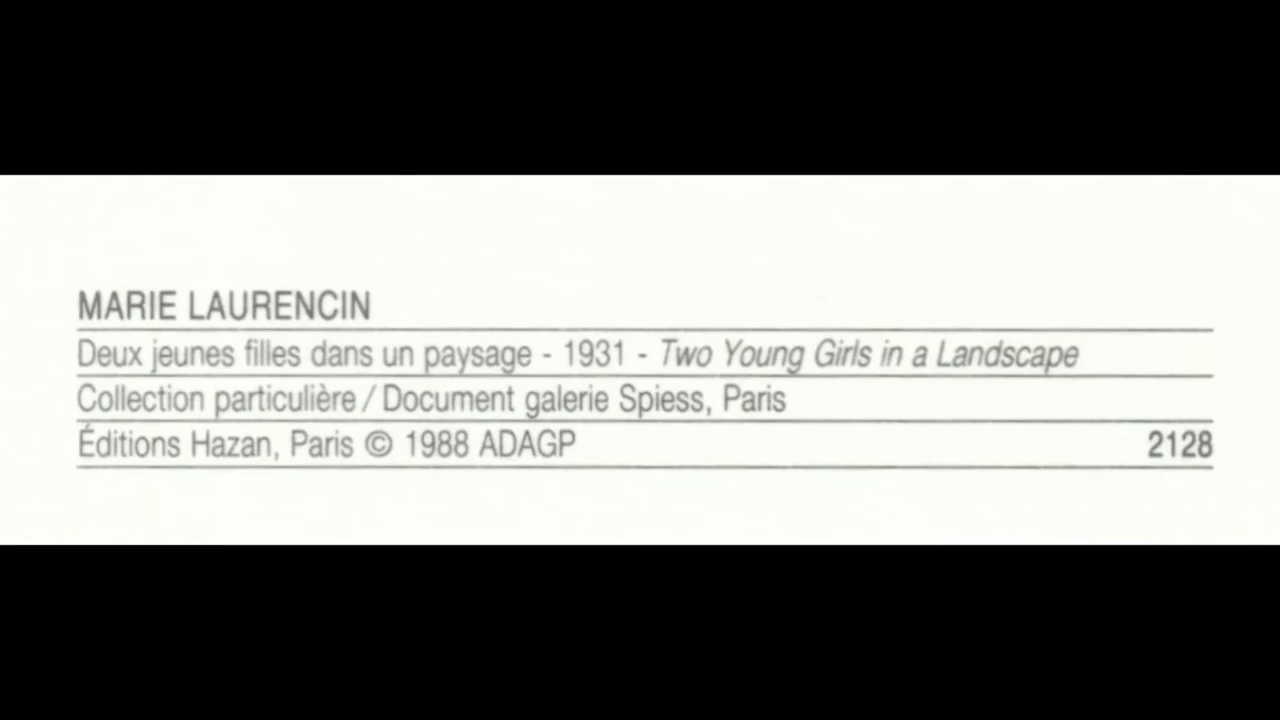 MARIE LAURENCIN
Deux jeunes filles dans un paysage - 1931 - Two Young Girls in a Landscape
Collection particulière / Document galerie Spiess, Paris
Éditions Hazan, Paris © 1988 ADAGP 2128